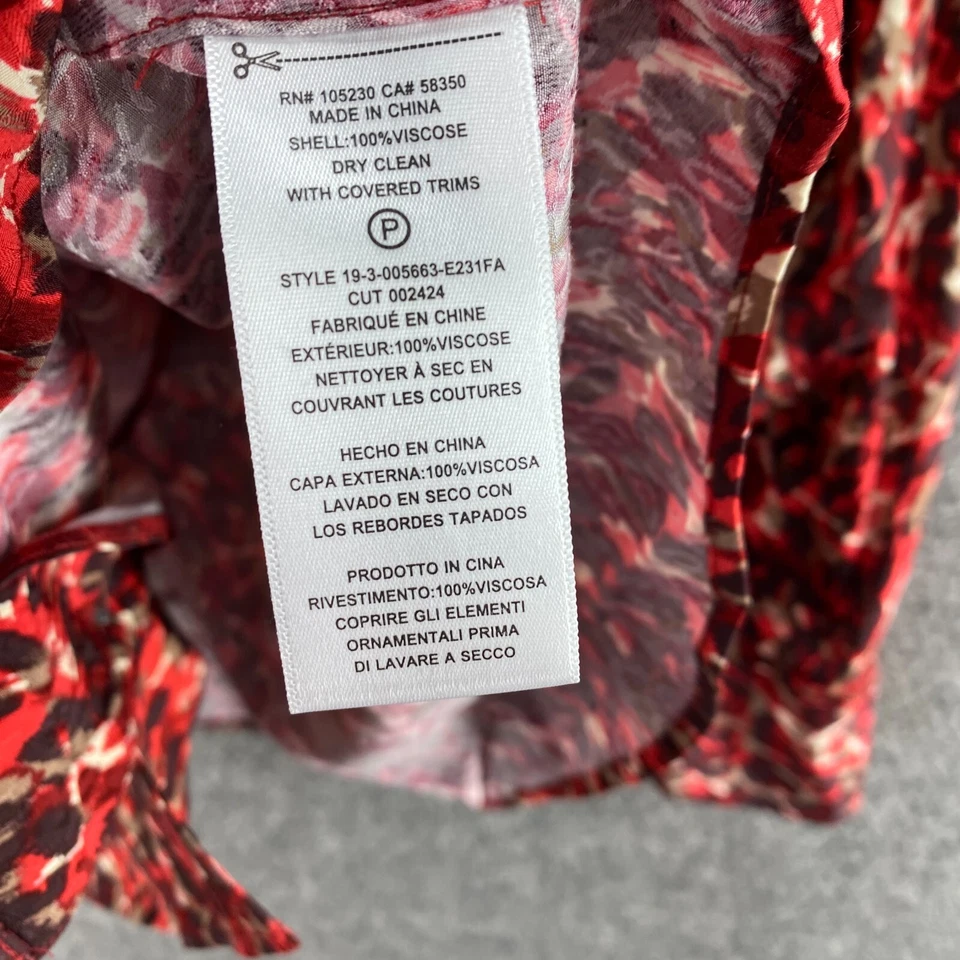 RN# 105230 CA# 58350
MADE IN CHINA
SHELL:100%VISCOSE
DRY CLEAN
WITH COVERED TRIMS
P
STYLE 19-3-005663-E231FA
CUT 002424
FABRIQUÉ EN CHINE
EXTÉRIEUR:100%VISCOSE
NETTOYER À SEC EN
COUVRANT LES COUTURES
HECHO EN CHINA
CAPA EXTERNA:100%VISCOSA
LAVADO EN SECO CON
LOS REBORDES TAPADOS
PRODOTTO IN CINA
RIVESTIMENTO:100%VISCOSA
COPRIRE GLI ELEMENTI
ORNAMENTALI PRIMA
DI LAVARE A SECCO